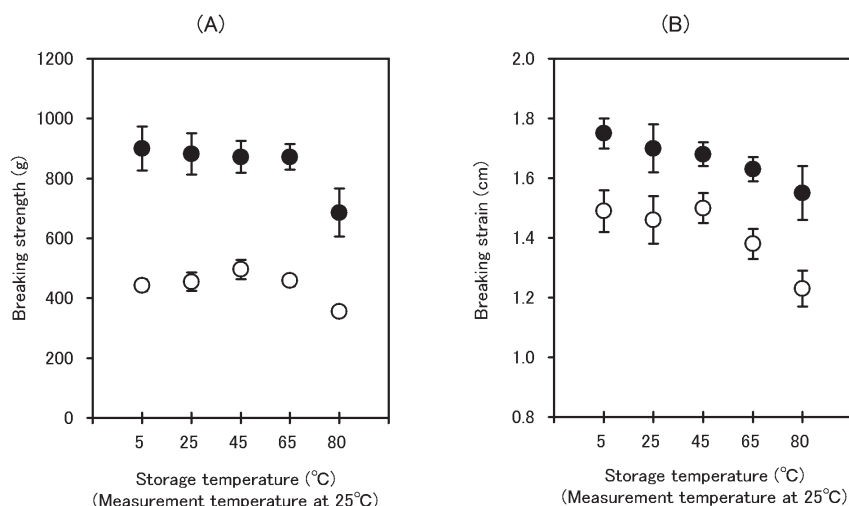 (A)
1200
1000
800
600
400
200
0
Breaking strength (g)
5 25 45 65 80
Storage temperature (℃)
(Measurement temperature at 25℃)
(B)
2.0
1.8
1.6
1.4
1.2
1.0
0.8
Breaking strain (cm)
5 25 45 65 80
Storage temperature (℃)
(Measurement temperature at 25℃)